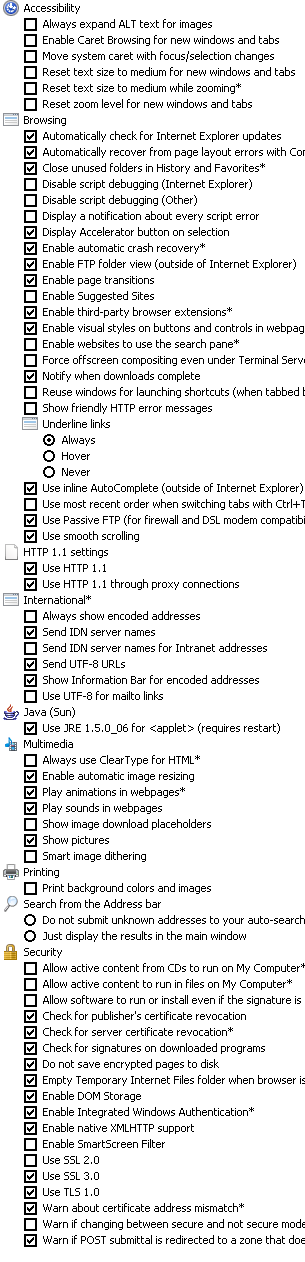 Accessibility
Always expand ALT text for images
Enable Caret Browsing for new windows and tabs
Move system caret with focus/selection changes
Reset text size to medium for new windows and tabs
Reset text size to medium while zooming*
Reset zoom level for new windows and tabs
Browsing
Automatically check for Internet Explorer updates
Automatically recover from page layout errors with Com
Close unused folders in History and Favorites*
Disable script debugging (Internet Explorer)
Disable script debugging (Other)
Display a notification about every script error
Display Accelerator button on selection
Enable automatic crash recovery*
Enable FTP folder view (outside of Internet Explorer)
Enable page transitions
Enable Suggested Sites
Enable third-party browser extensions*
Enable visual styles on buttons and controls in webpag
Enable websites to use the search pane*
Force offscreen compositing even under Terminal Serv
Notify when downloads complete
Reuse windows for launching shortcuts (when tabbed b
Show friendly HTTP error messages
Underline links
Always
Hover
Never
Use inline AutoComplete (outside of Internet Explorer)
Use most recent order when switching tabs with Ctrl+T
Use Passive FTP (for firewall and DSL modem compatibi
Use smooth scrolling
HTTP 1.1 settings
Use HTTP 1.1
Use HTTP 1.1 through proxy connections
International*
Always show encoded addresses
Send IDN server names
Send IDN server names for Intranet addresses
Send UTF-8 URLs
Show Information Bar for encoded addresses
Use UTF-8 for mailto links
Java (Sun)
Use JRE 1.5.0_06 for <applet> (requires restart)
Multimedia
Always use ClearType for HTML*
Enable automatic image resizing
Play animations in webpages*
Play sounds in webpages
Show image download placeholders
Show pictures
Smart image dithering
Printing
Print background colors and images
Search from the Address bar
Do not submit unknown addresses to your auto-search
Just display the results in the main window
Security
Allow active content from CDs to run on My Computer*
Allow active content to run in files on My Computer*
Allow software to run or install even if the signature is
Check for publisher's certificate revocation
Check for server certificate revocation*
Check for signatures on downloaded programs
Do not save encrypted pages to disk
Empty Temporary Internet Files folder when browser is
Enable DOM Storage
Enable Integrated Windows Authentication*
Enable native XMLHTTP support
Enable SmartScreen Filter
Use SSL 2.0
Use SSL 3.0
Use TLS 1.0
Warn about certificate address mismatch*
Warn if changing between secure and not secure mode
Warn if POST submittal is redirected to a zone that doe